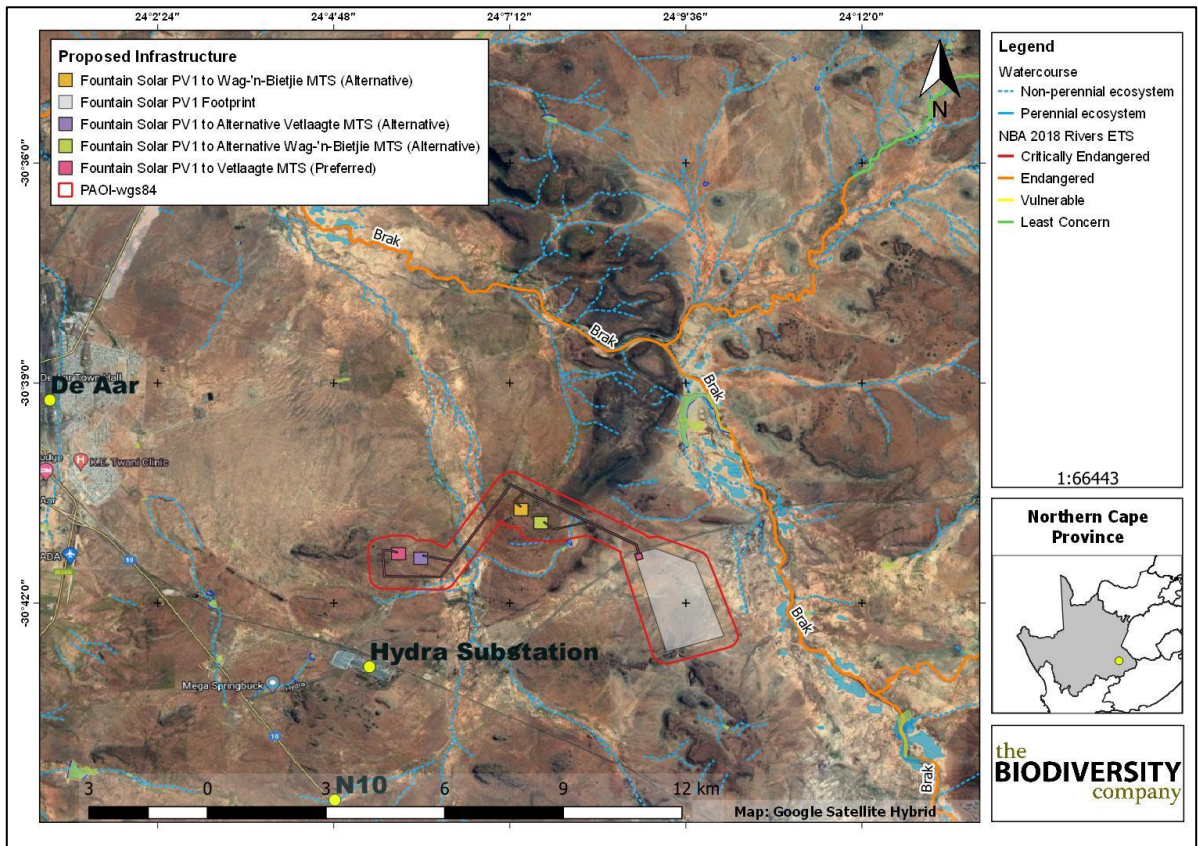 24°2'24"
24°4'48"
24°7'12"
24°9'36"
24°12'0"
Proposed Infrastructure
Fountain Solar PV1 to Wag-'n-Bietjie MTS (Alternative)
Fountain Solar PV1 Footprint
Fountain Solar PV1 to Alternative Vetlaagte MTS (Alternative)
Fountain Solar PV1 to Alternative Wag-'n-Bietjie MTS (Alternative)
Fountain Solar PV1 to Vetlaagte MTS (Preferred)
PAOI-wgs84
N
-30°36'0"
-30°39'0"
-30°42'0"
Brak
Brak
Brak
De Aar
K.E. Twani Clinic
ADA
10
Brak
Hydra Substation
Mega Springbuck
10
Brak
N10
3
0
3
6
9
12 km
Map: Google Satellite Hybrid
Legend
Watercourse
Non-perennial ecosystem
Perennial ecosystem
NBA 2018 Rivers ETS
Critically Endangered
Endangered
Vulnerable
Least Concern
1:66443
Northern Cape
Province
the
BIODIVERSITY
company